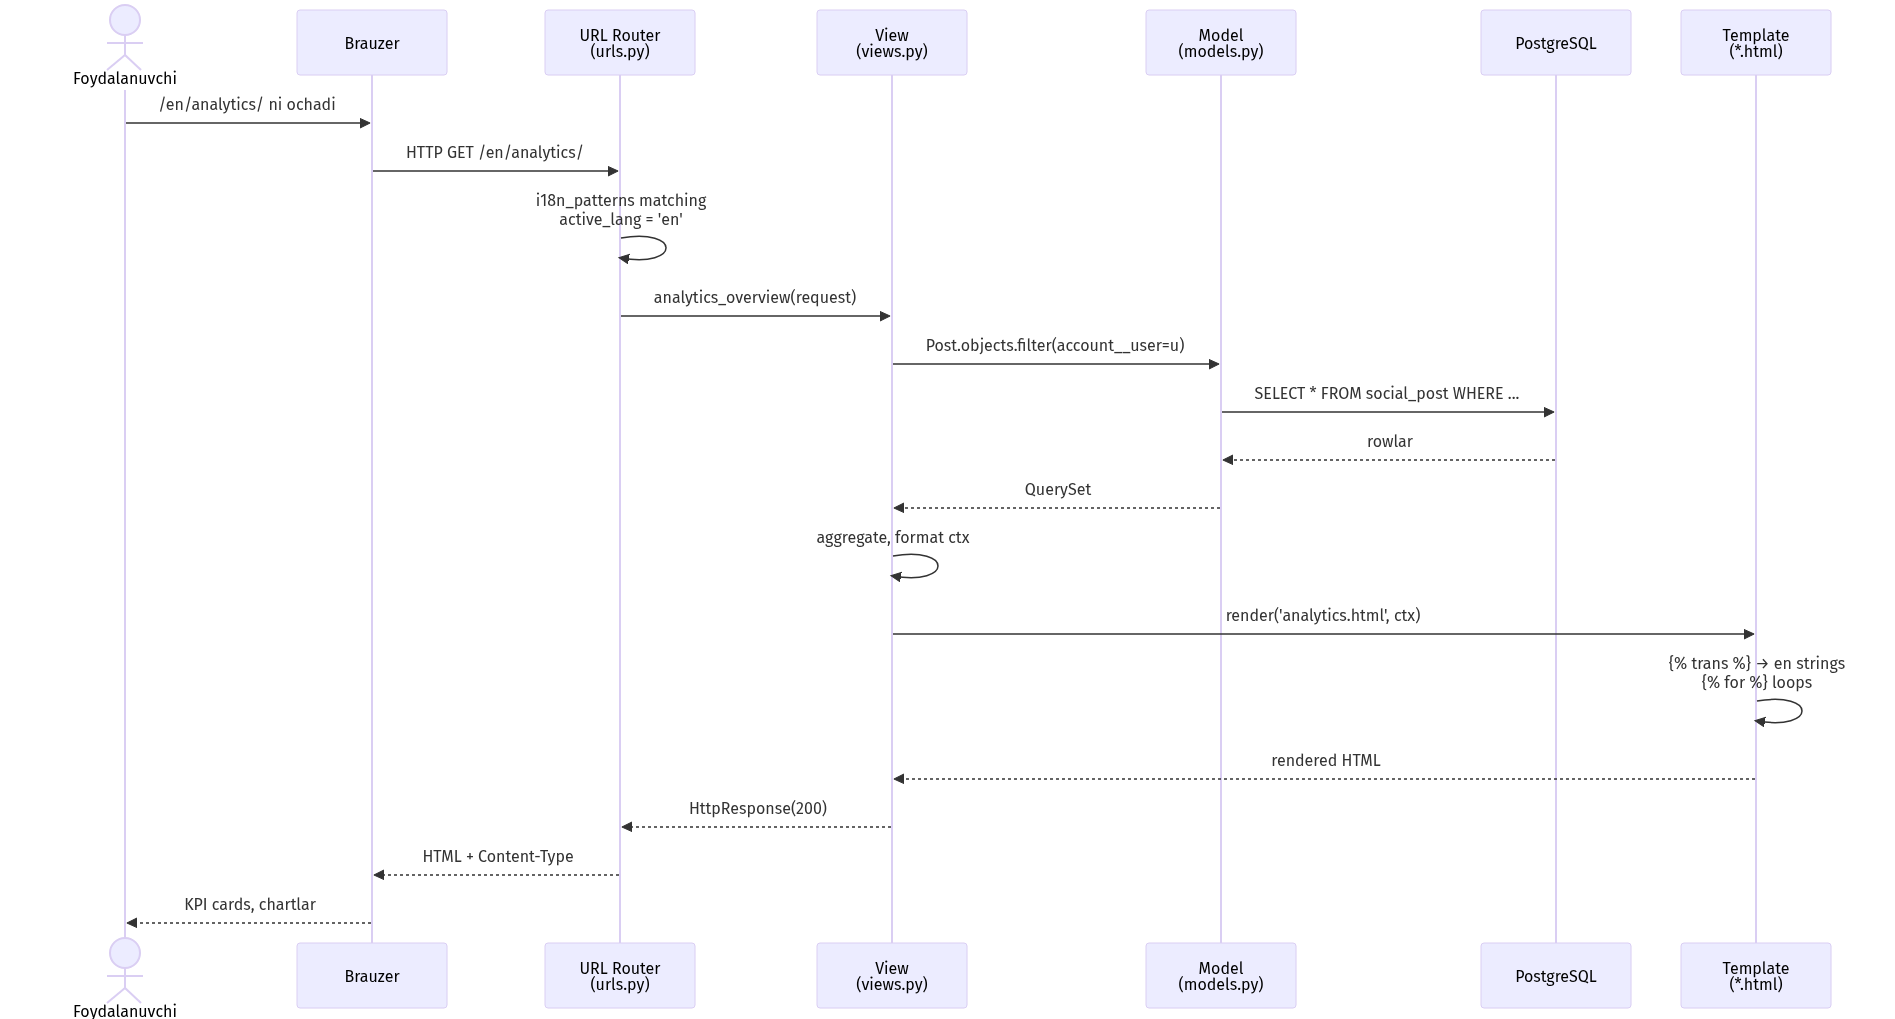 Foydalanuvchi
Brauzer
URL Router
(urls.py)
View
(views.py)
Model
(models.py)
PostgreSQL
Template
(*.html)
/en/analytics/ ni ochadi
HTTP GET /en/analytics/
i18n_patterns matching
active_lang = 'en'
analytics_overview(request)
Post.objects.filter(account__user=u)
SELECT * FROM social_post WHERE ...
rowlar
QuerySet
aggregate, format ctx
render('analytics.html', ctx)
{% trans %} → en strings
{% for %} loops
rendered HTML
HttpResponse(200)
HTML + Content-Type
KPI cards, chartlar
Foydalanuvchi
Brauzer
URL Router
(urls.py)
View
(views.py)
Model
(models.py)
PostgreSQL
Template
(*.html)